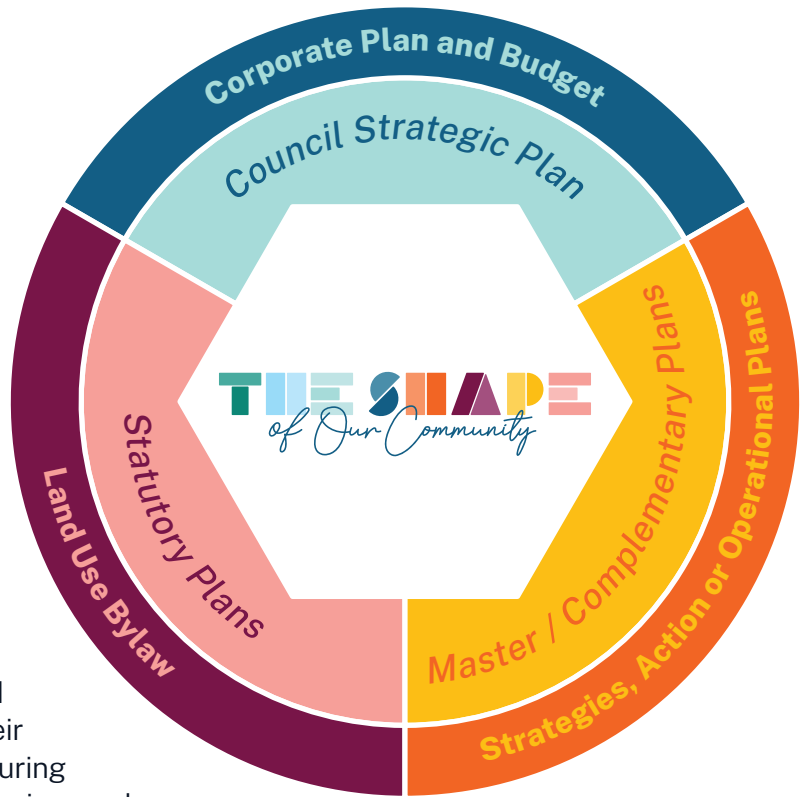 Corporate Plan and Budget
Council Strategic Plan
THE SHAPE
of Our Community
Statutory Plans
Land Use Bylaw
Master / Complementary Plans
Strategies, Action or Operational Plans
uring